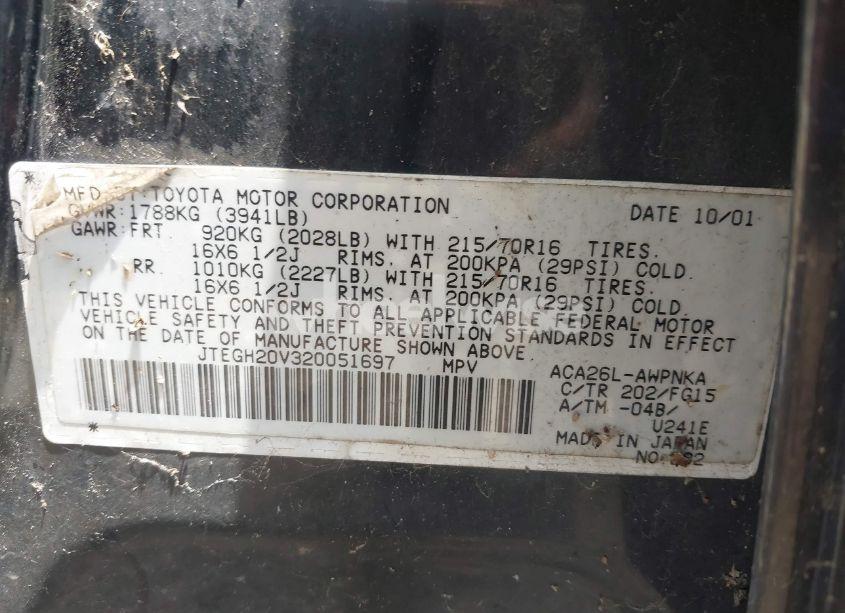 MFD. BY:TOYOTA MOTOR CORPORATION DATE 10/01
GVWR:1788KG (3941LB)
GAWR:FRT 920KG (2028LB) WITH 215/70R16 TIRES.
16X6 1/2J RIMS. AT 200KPA (29PSI) COLD.
RR. 1010KG (2227LB) WITH 215/70R16 TIRES.
16X6 1/2J RIMS. AT 200KPA (29PSI) COLD.
THIS VEHICLE CONFORMS TO ALL APPLICABLE FEDERAL MOTOR
VEHICLE SAFETY AND THEFT PREVENTION STANDARDS IN EFFECT
ON THE DATE OF MANUFACTURE SHOWN ABOVE.
JTEGH20V320051697 MPV
ACA26L-AWPNKA
C/TR 202/FG15
A/TM -04B/
U241E
MADE IN JAPAN